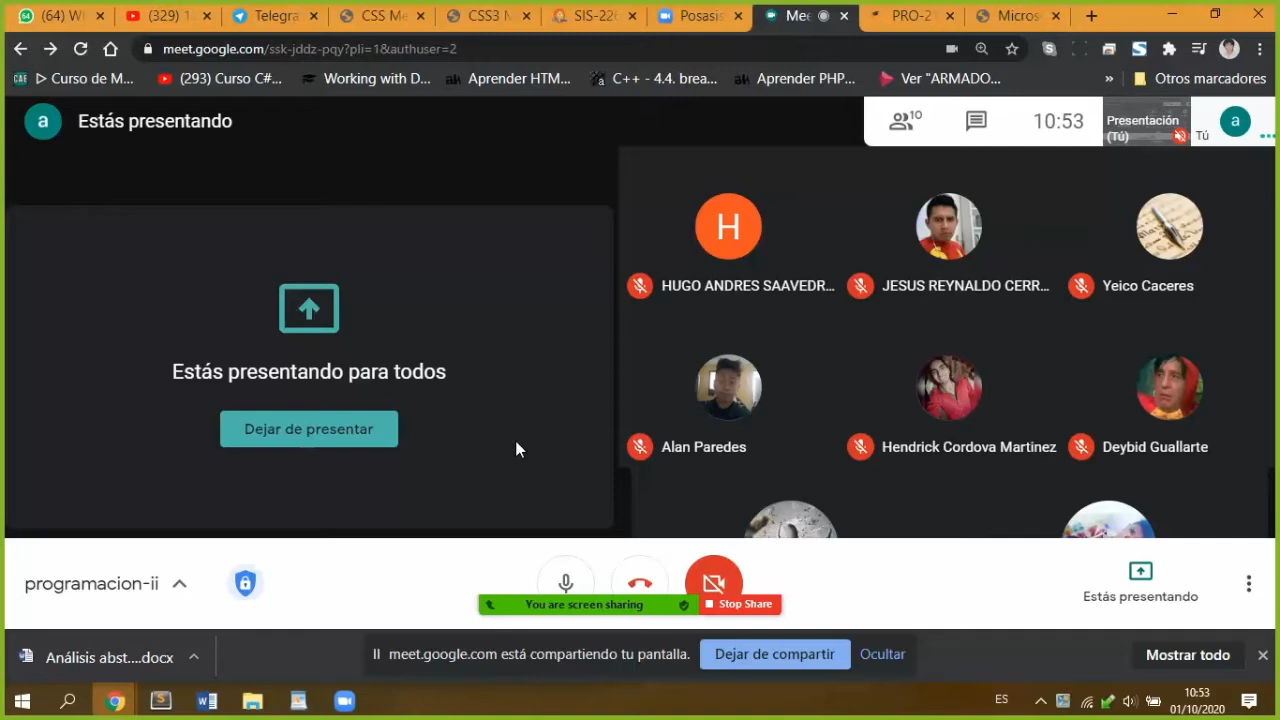 (64) W
(329) 1
Telegra
CSS Me
CSS3 M
SIS-226
Posasis
Mee
PRO-2
Micros
meet.google.com/ssk-jddz-pqy?pli=1&authuser=2
▷ Curso de M...
(293) Curso C#...
Working with D...
Aprender HTM...
C++ - 4.4. brea...
Aprender PHP...
Ver "ARMADO...
»
Otros marcadores
a
Estás presentando
10
10:53
Presentación
(Tú)
Tú
a
H
HUGO ANDRES SAAVEDR...
JESUS REYNALDO CERR...
Yeico Caceres
Estás presentando para todos
Dejar de presentar
Alan Paredes
Hendrick Cordova Martinez
Deybid Guallarte
programacion-ii
You are screen sharing
Stop Share
Estás presentando
Análisis abst....docx
meet.google.com está compartiendo tu pantalla.
Dejar de compartir
Ocultar
Mostrar todo
ES
10:53
01/10/2020